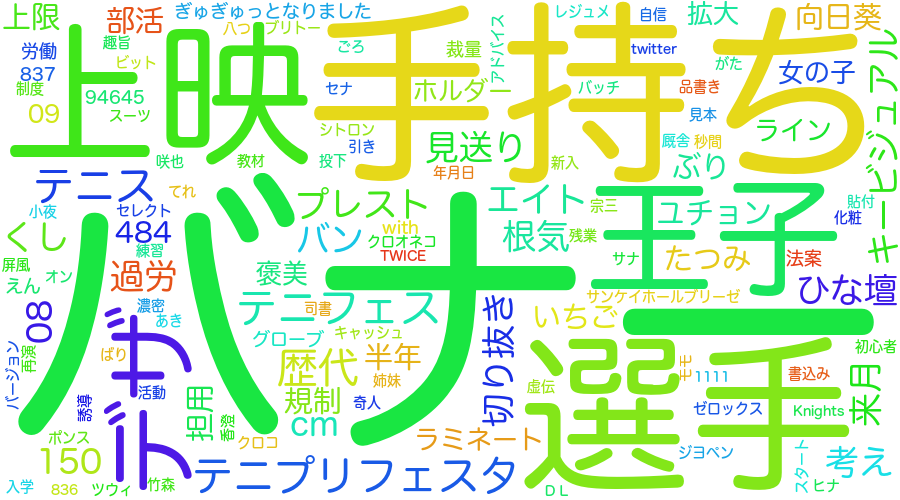 上限
部活
ぎゅぎゅっとなりました
レジュメ
自信
拡大
向日葵
趣旨
八つ
プリトー
労働
837
ビット
制度
94645
09
スーツ
上映
手持ち
ごろ
セナ
アドバイス
裁量
ホルダー
twitter
がた
女の子
バッチ
品書き
見本
ライン
シトロン
引き
見送り
厩舎
秒間
咲也
教材
投下
年月日
新入
ぶり
キービジュアル
テニス
てれ
プレスト
エイト
宗三
王子
ユチョン
貼付
化粧
小夜
セレクト
with
くし
484
バン
クロオネコ
根気
残業
練習
TWICE
サナ
たつみ
法案
屏風
オン
過労
褒美
えん
バナナ
ひな壇
濃密
あき
テニフェス
司書
サンケイホールブリーゼ
08
いちご
グローブ
キャッシュ
切り抜き
選手
初心者
バージョン
再演
ばり
歴代
半年
モモ
1111
書込み
姉妹
虚伝
活動
誘導
規制
奇人
担用
香澄
cm
ゼロックス
Knights
来月
ポンス
クロコ
ラミネート
ジヨペン
スタート
考え
150
テニプリフェスタ
入学
836
ツウィ
竹森
DL
ヒナ